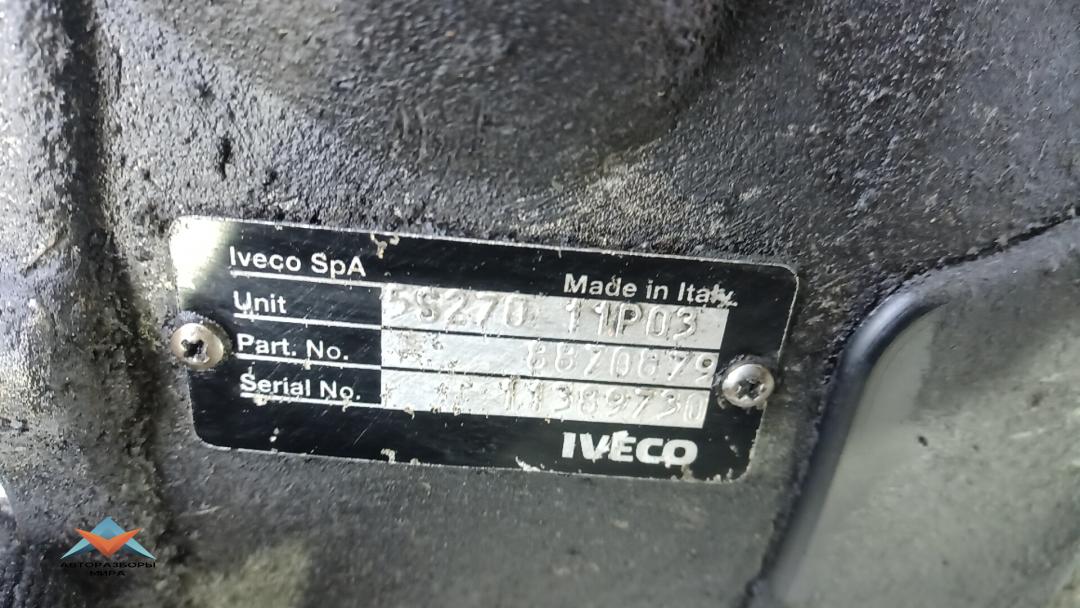 Iveco SpA
Made in Italy
Unit 5S270 11P03
Part. No. 8870879
Serial No. 11389730
IVECO
АВТОРАЗБОРЫ
МИРА